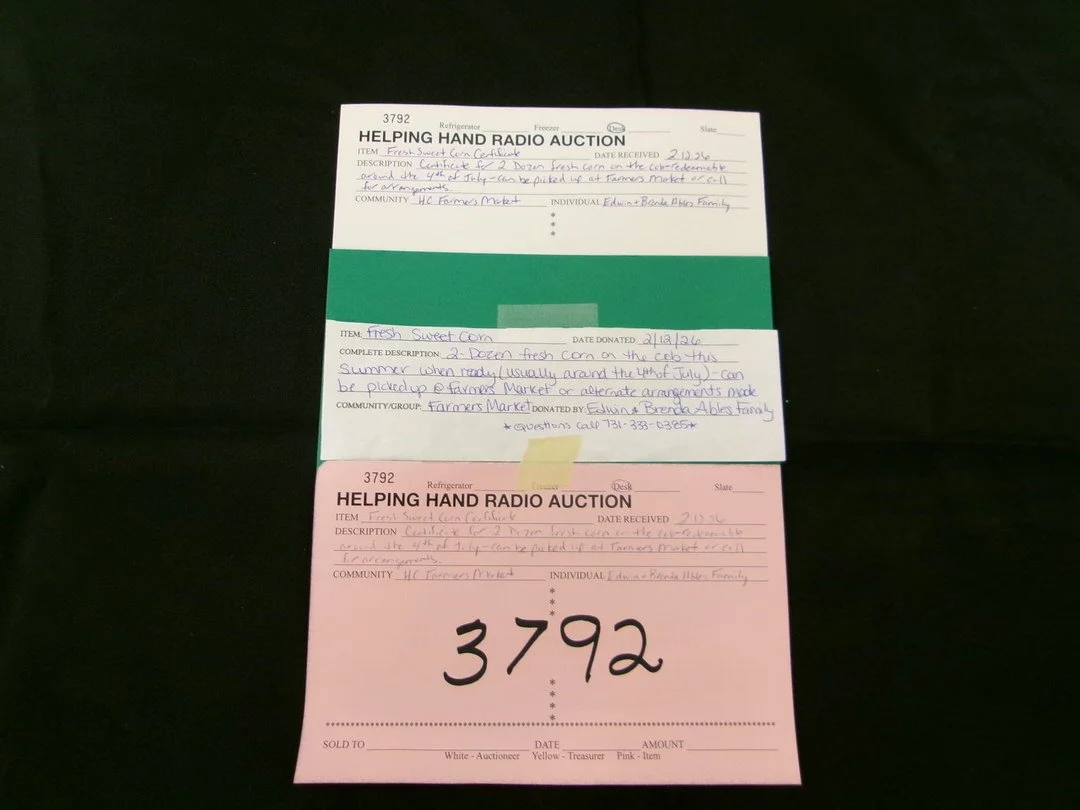 3792
Refrigerator Freezer Desk Slate
HELPING HAND RADIO AUCTION
ITEM Fresh Sweet Corn Certificate DATE RECEIVED 2.12.26
DESCRIPTION Certificate for 2 Dozen fresh corn on the cob-redeemable
around the 4th of July-can be picked up at Farmers Market or call
for arrangements.
COMMUNITY HC Farmers Market INDIVIDUAL Edwin + Brenda Ables Family
*
*
*
ITEM: Fresh Sweet Corn DATE DONATED: 2/12/26
COMPLETE DESCRIPTION: 2-Dozen fresh corn on the cob this
Summer when ready (usually around the 4th of July)-can
be picked up @ Farmers Market or alternate arrangements made
COMMUNITY/GROUP: Farmers Market DONATED BY: Edwin & Brenda Ables Family
*Questions Call 731-333-0385*
3792
Refrigerator Freezer Desk Slate
HELPING HAND RADIO AUCTION
ITEM Fresh Sweet Corn Certificate DATE RECEIVED 2.12.26
DESCRIPTION Certificate for 2 Dozen fresh corn on the cob-redeemable
around the 4th of July-can be picked up at Farmers Market or call
for arrangements.
COMMUNITY HC Farmers Market INDIVIDUAL Edwin + Brenda Ables Family
*
*
*
3792
*
*
*
*
SOLD TO DATE AMOUNT
White - Auctioneer Yellow - Treasurer Pink - Item